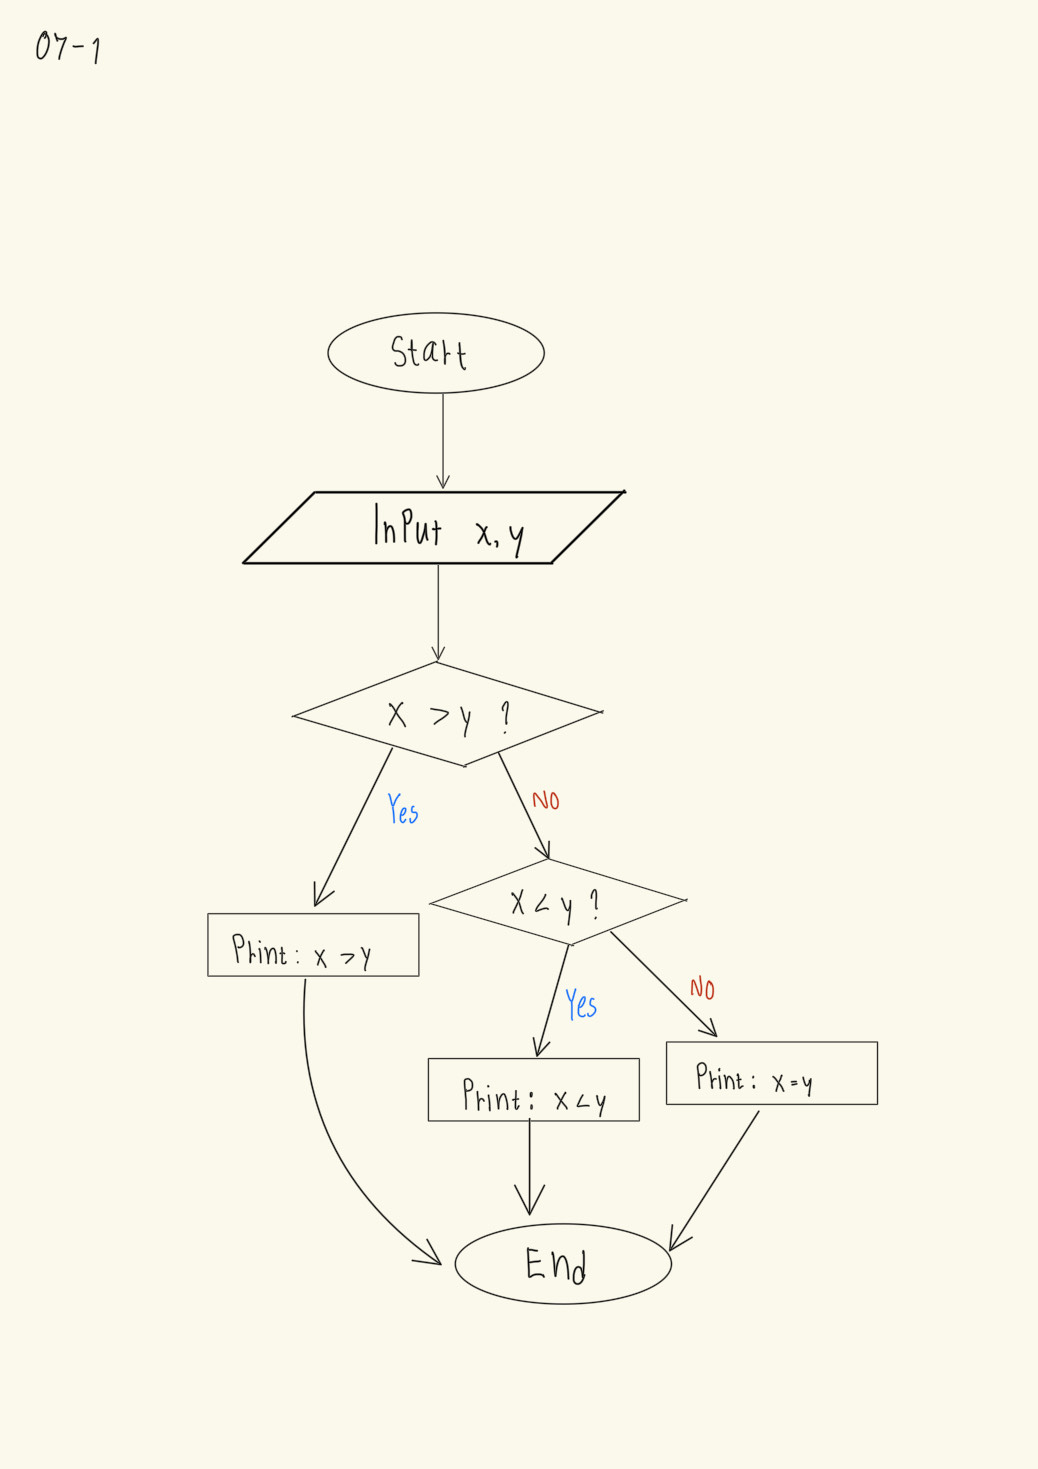 07-1
Start
InPut x, y
X > y ?
Yes
NO
Print: x > y
X < y ?
Yes
NO
Print: x < y
Print: x = y
End